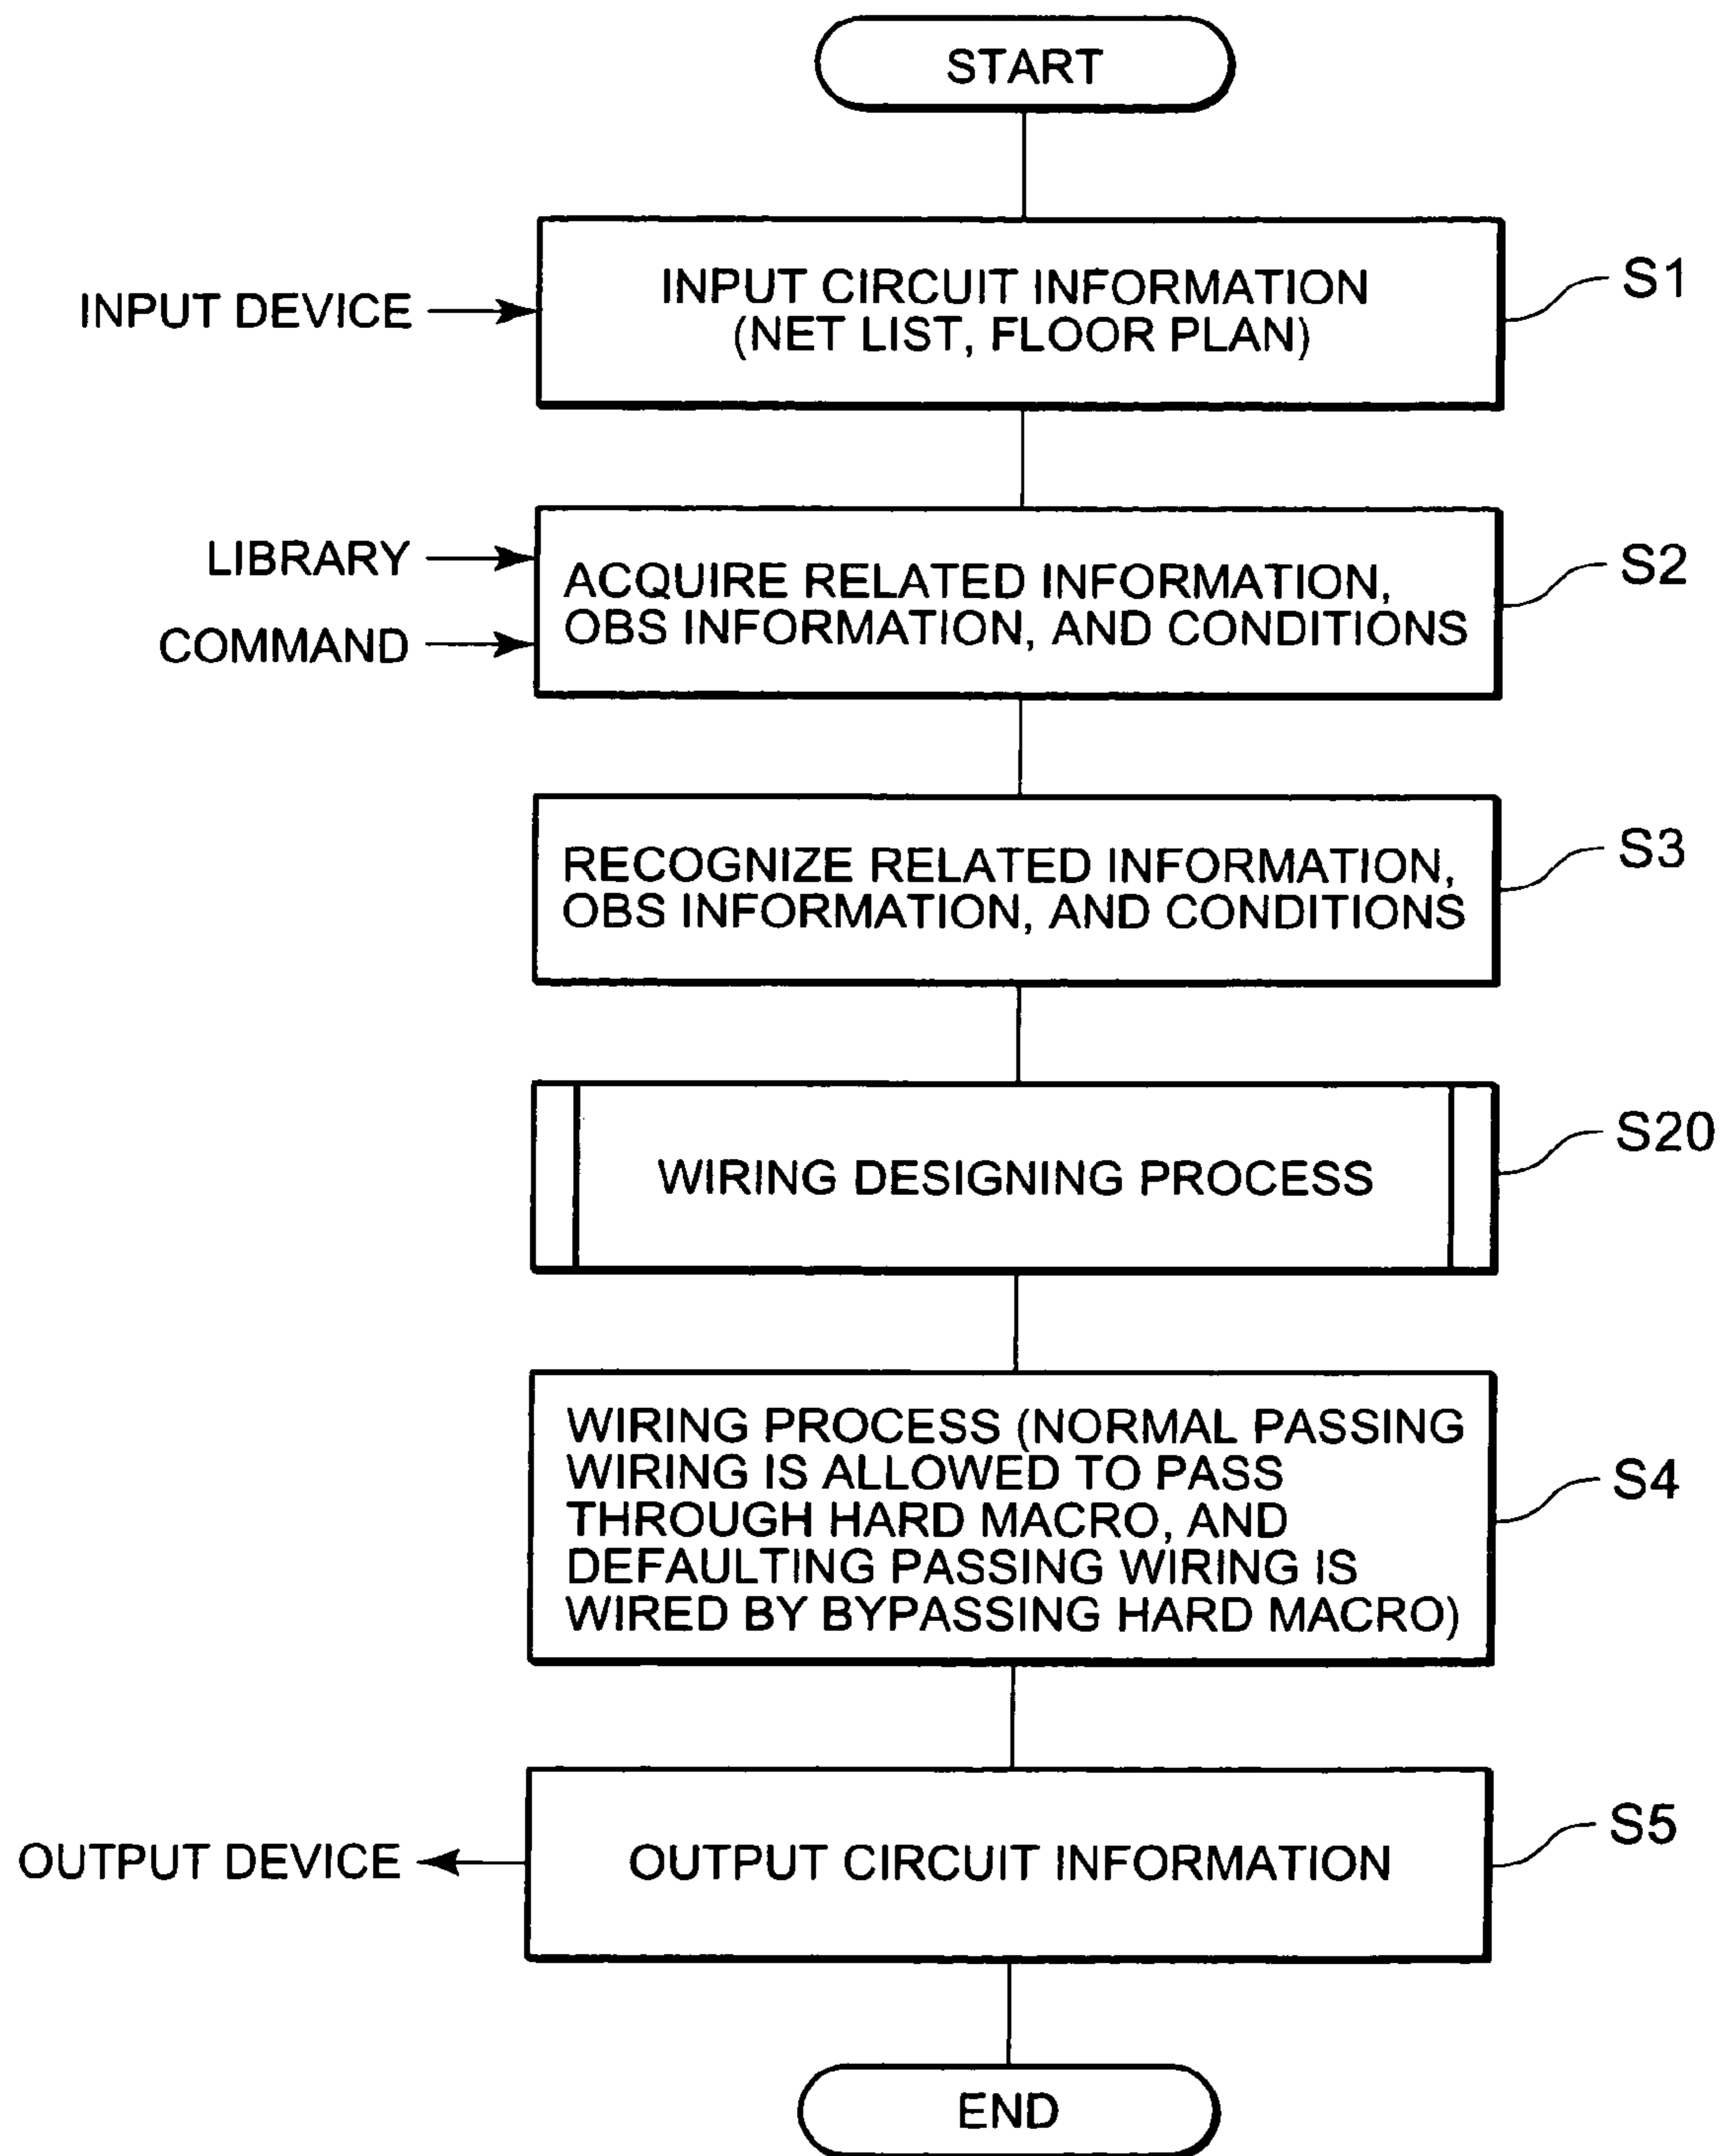 START
INPUT DEVICE
INPUT CIRCUIT INFORMATION
(NET LIST, FLOOR PLAN)
S1
LIBRARY
COMMAND
ACQUIRE RELATED INFORMATION,
OBS INFORMATION, AND CONDITIONS
S2
RECOGNIZE RELATED INFORMATION,
OBS INFORMATION, AND CONDITIONS
S3
WIRING DESIGNING PROCESS
S20
WIRING PROCESS (NORMAL PASSING
WIRING IS ALLOWED TO PASS
THROUGH HARD MACRO, AND
DEFAULTING PASSING WIRING IS
WIRED BY BYPASSING HARD MACRO)
S4
OUTPUT DEVICE
OUTPUT CIRCUIT INFORMATION
S5
END